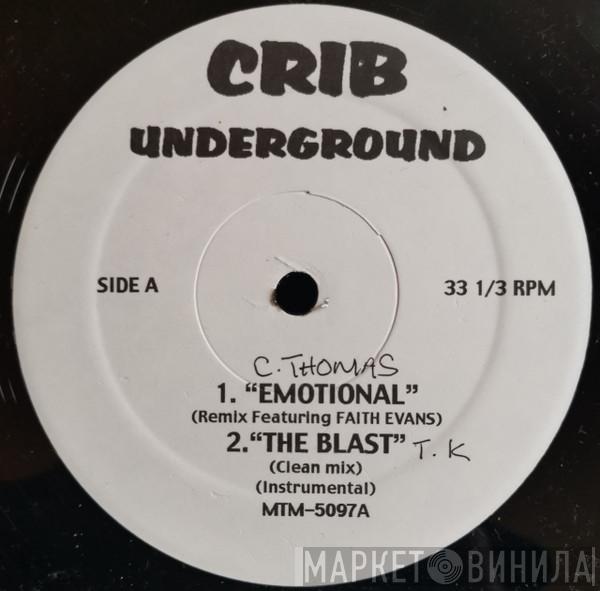 CRIB
UNDERGROUND
SIDE A
33 1/3 RPM
C. THOMAS
1. “EMOTIONAL”
(Remix Featuring FAITH EVANS)
2.“THE BLAST” T. K
(Clean mix)
(Instrumental)
MTM-5097A
МАРКЕТ ВИНИЛА